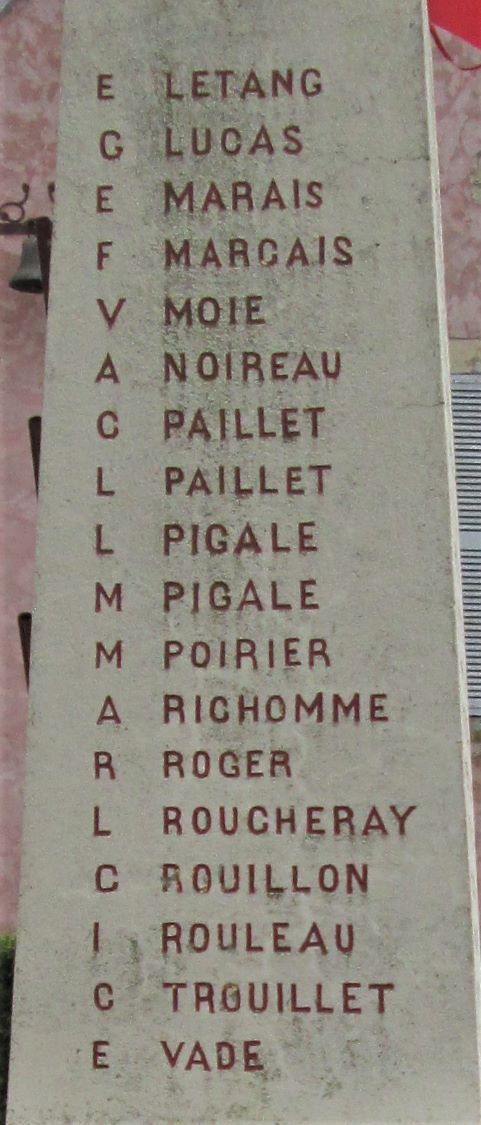 E LETANG
G LUCAS
E MARAIS
F MARCAIS
V MOIE
A NOIREAU
C PAILLET
L PAILLET
L PIGALE
M PIGALE
M POIRIER
A RICHOMME
R ROGER
L ROUCHERAY
C ROUILLON
I ROULEAU
C TROUILLET
E VADE